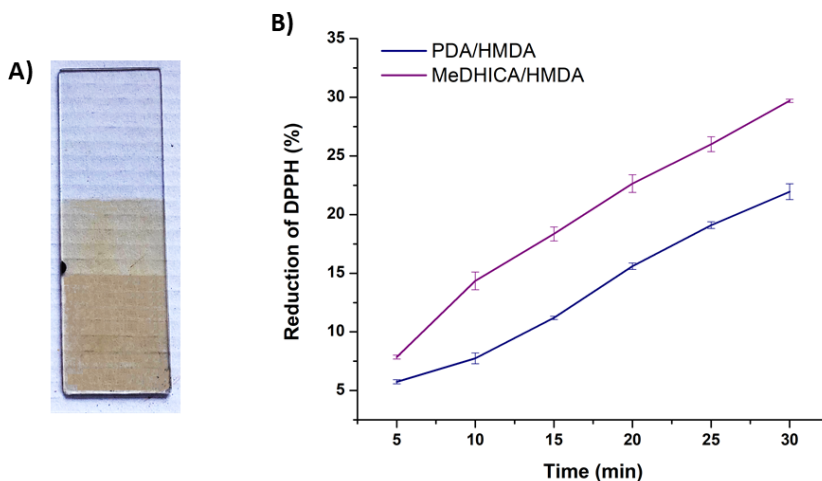 A)
B)
PDA/HMDA
MeDHICA/HMDA
Reduction of DPPH (%)
35
30
25
20
15
10
5
5 10 15 20 25 30
Time (min)